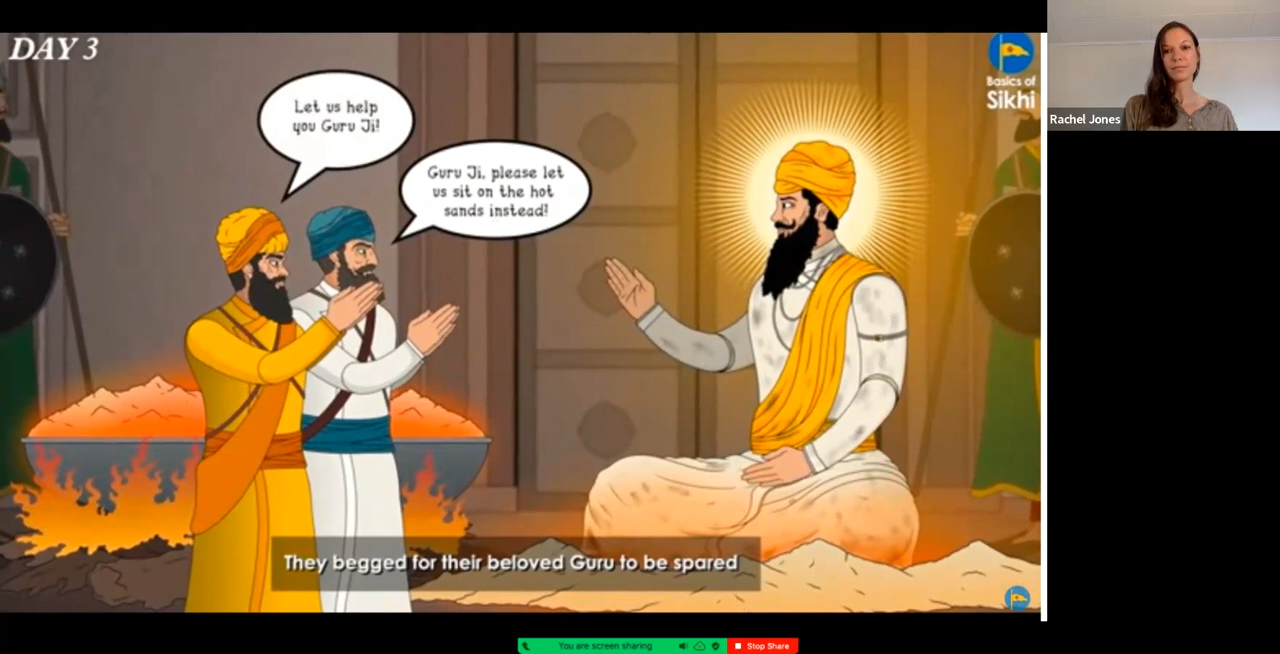 DAY 3
Let us help
you Guru Ji!
Guru Ji, please let
us sit on the hot
sands instead!
Basics of
Sikhi
Rachel Jones
They begged for their beloved Guru to be spared
You are screen sharing
Stop Share